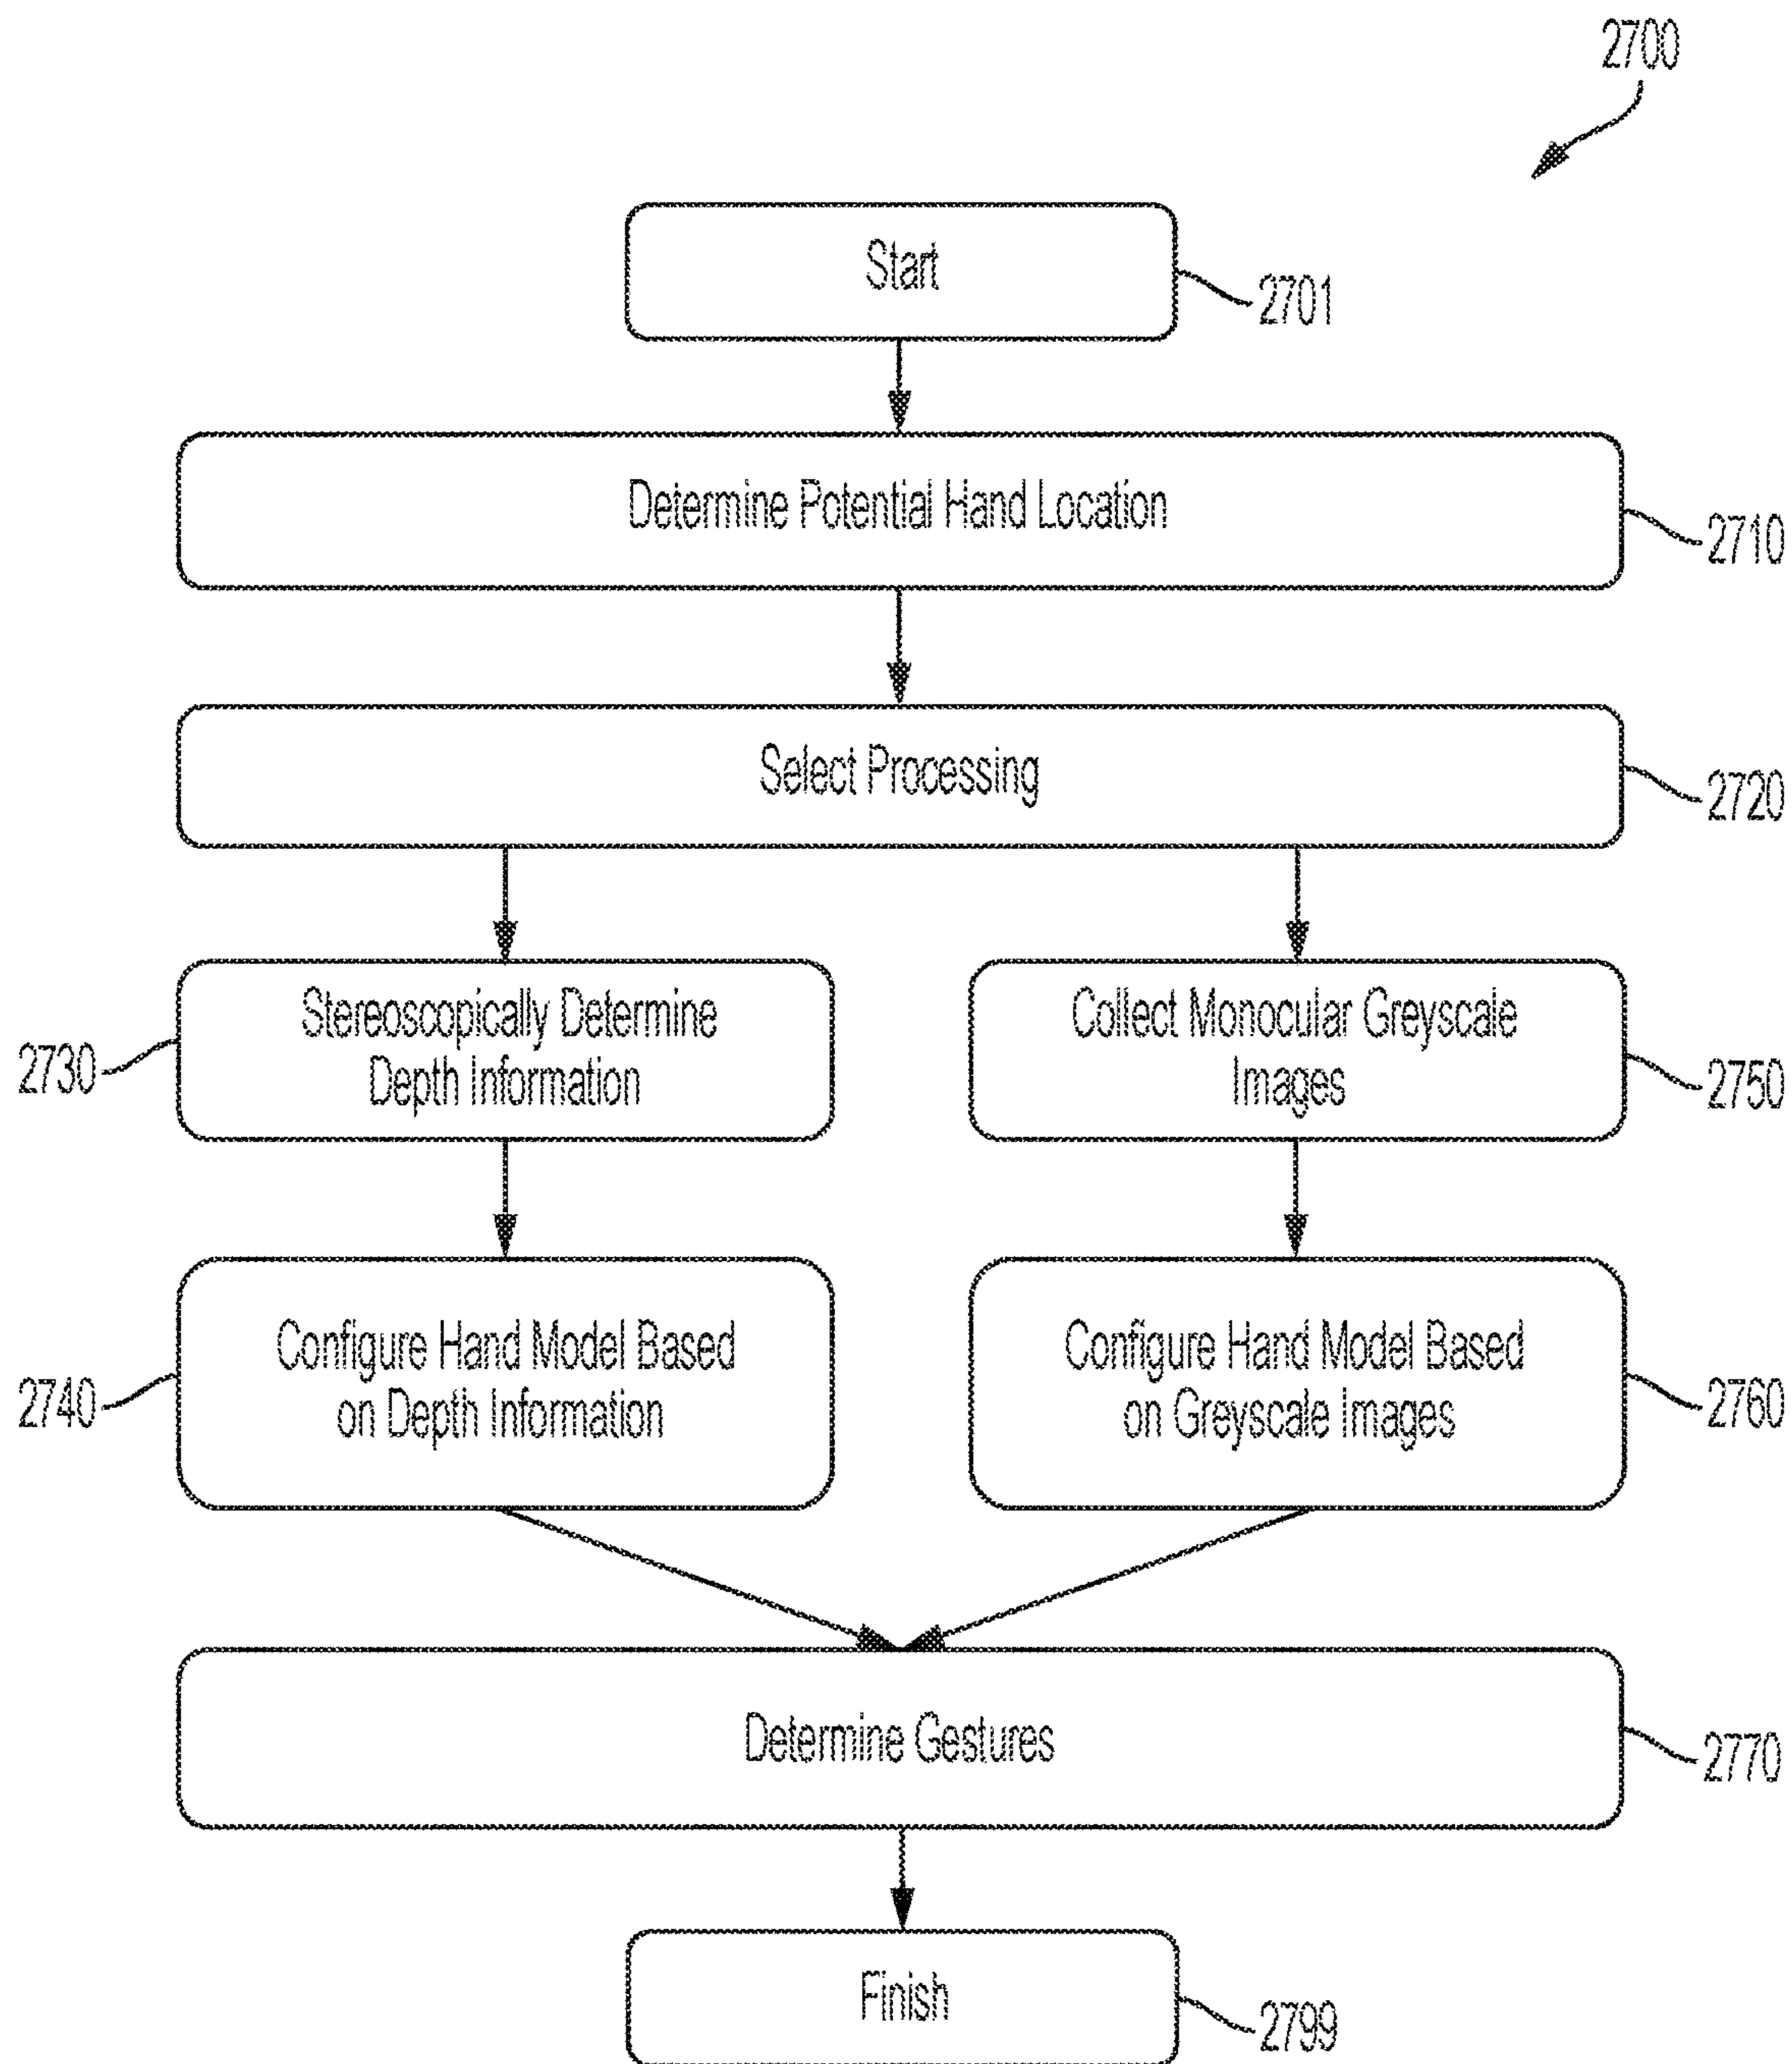 2700
Start
2701
Determine Potential Hand Location
2710
Select Processing
2720
Stereoscopically Determine
Depth Information
2730
Collect Monocular Greyscale
Images
2750
Configure Hand Model Based
on Depth Information
2740
Configure Hand Model Based
on Greyscale Images
2760
Determine Gestures
2770
Finish
2799